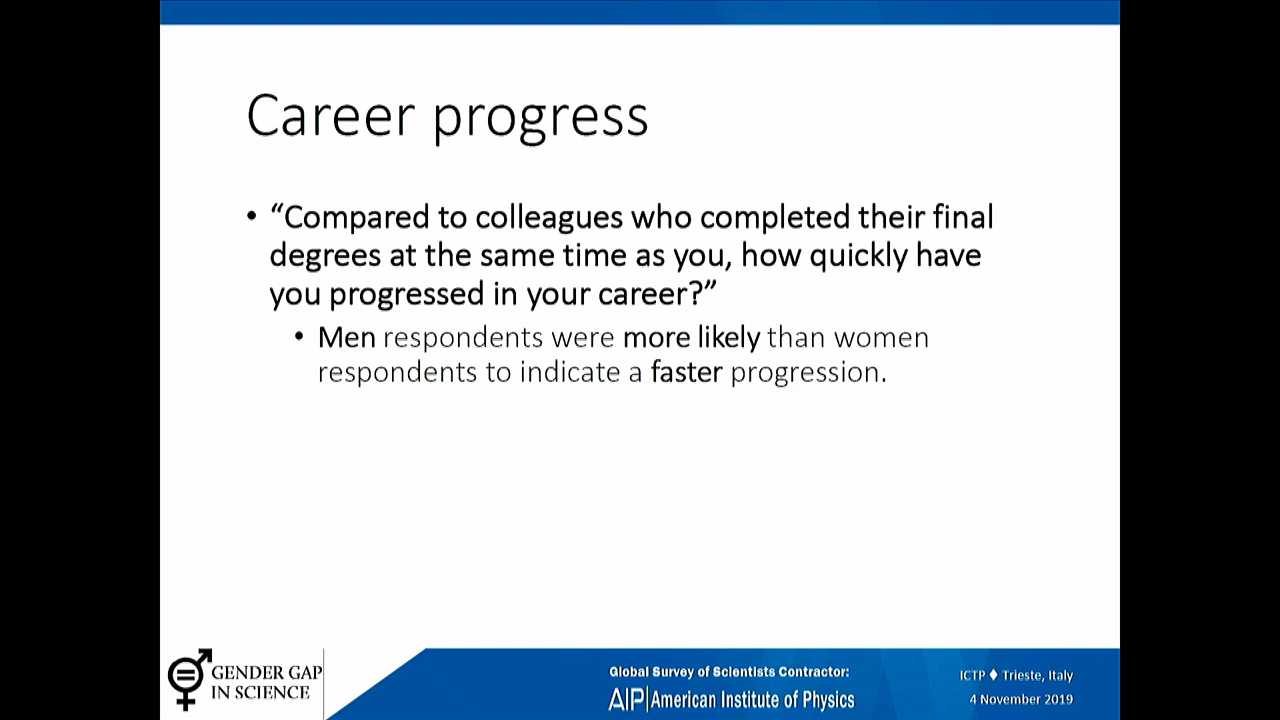 Career progress
• “Compared to colleagues who completed their final
degrees at the same time as you, how quickly have
you progressed in your career?”
• Men respondents were more likely than women
respondents to indicate a faster progression.
GENDER GAP
IN SCIENCE
Global Survey of Scientists Contractor:
AIP American Institute of Physics
ICTP ♦ Trieste, Italy
4 November 2019